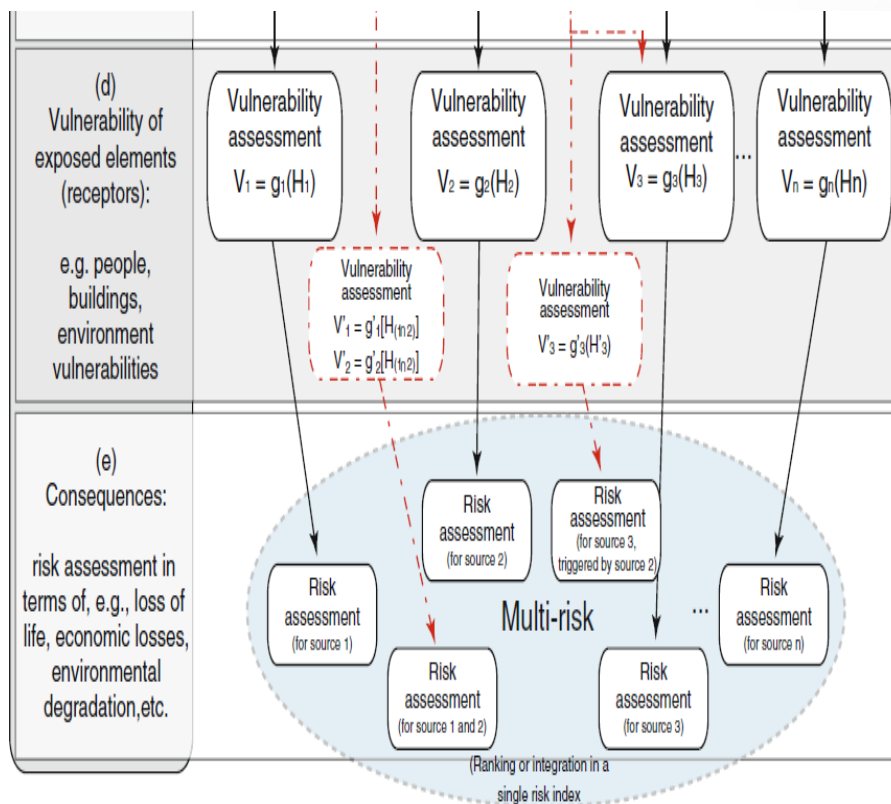 (d)
Vulnerability of
exposed elements
(receptors):
e.g. people,
buildings,
environment
vulnerabilities
Vulnerability
assessment
V₁ = g₁(H₁)
Vulnerability
assessment
V₂ = g₂(H₂)
Vulnerability
assessment
V₃ = g₃(H₃)
...
Vulnerability
assessment
Vₙ = gₙ(Hn)
Vulnerability
assessment
V'₁ = g'₁[H₍₁∩₂₎]
V'₂ = g'₂[H₍₁∩₂₎]
Vulnerability
assessment
V'₃ = g'₃(H'₃)
(e)
Consequences:
risk assessment in
terms of, e.g., loss of
life, economic losses,
environmental
degradation,etc.
Risk
assessment
(for source 1)
Risk
assessment
(for source 2)
Risk
assessment
(for source 3,
triggered by source 2)
Multi-risk
...
Risk
assessment
(for source n)
Risk
assessment
(for source 1 and 2)
Risk
assessment
(for source 3)
(Ranking or integration in a
single risk index